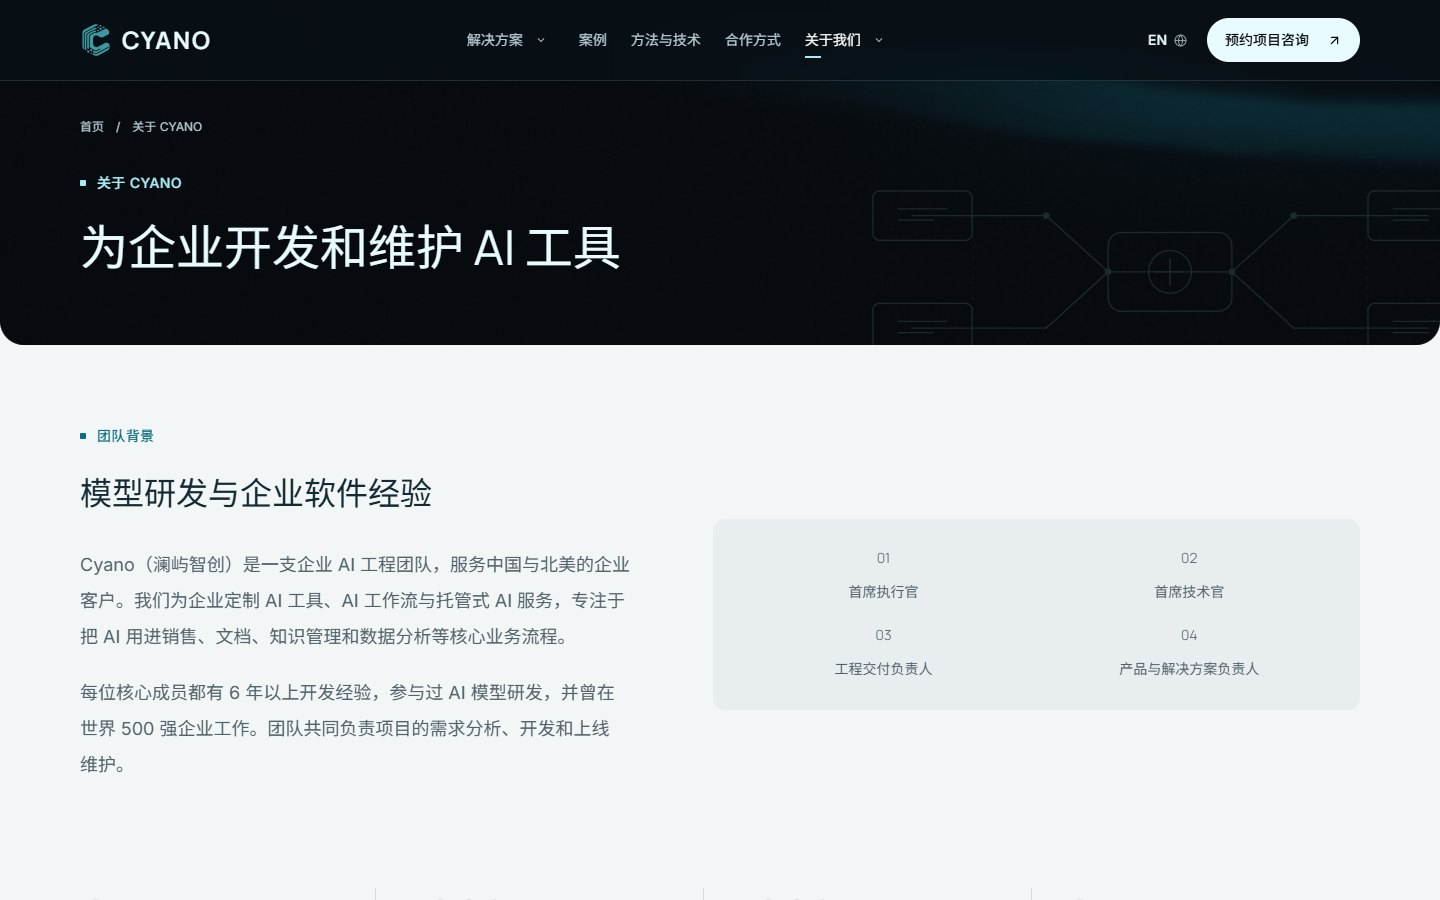 CYANO
解决方案
案例
方法与技术
合作方式
关于我们
EN
预约项目咨询
首页 / 关于 CYANO
关于 CYANO
为企业开发和维护 AI 工具
团队背景
模型研发与企业软件经验
Cyano（澜屿智创）是一支企业 AI 工程团队，服务中国与北美的企业
客户。我们为企业定制 AI 工具、AI 工作流与托管式 AI 服务，专注于
把 AI 用进销售、文档、知识管理和数据分析等核心业务流程。
每位核心成员都有 6 年以上开发经验，参与过 AI 模型研发，并曾在
世界 500 强企业工作。团队共同负责项目的需求分析、开发和上线
维护。
01
首席执行官
02
首席技术官
03
工程交付负责人
04
产品与解决方案负责人